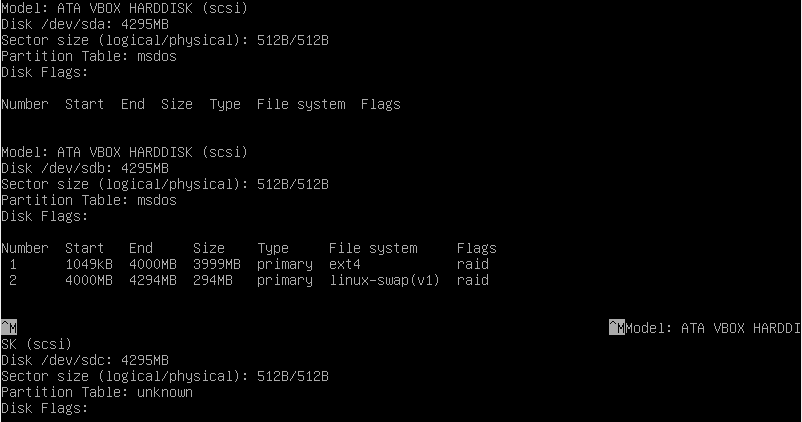 Model: ATA VBOX HARDDISK (scsi)
Disk /dev/sda: 4295MB
Sector size (logical/physical): 512B/512B
Partition Table: msdos
Disk Flags:
Number  Start  End  Size  Type  File system  Flags
Model: ATA VBOX HARDDISK (scsi)
Disk /dev/sdb: 4295MB
Sector size (logical/physical): 512B/512B
Partition Table: msdos
Disk Flags:
Number  Start   End     Size    Type     File system     Flags
 1      1049kB  4000MB  3999MB  primary  ext4            raid
 2      4000MB  4294MB  294MB   primary  linux-swap(v1)  raid
^M                                                                          ^MModel: ATA VBOX HARDDI
SK (scsi)
Disk /dev/sdc: 4295MB
Sector size (logical/physical): 512B/512B
Partition Table: unknown
Disk Flags: